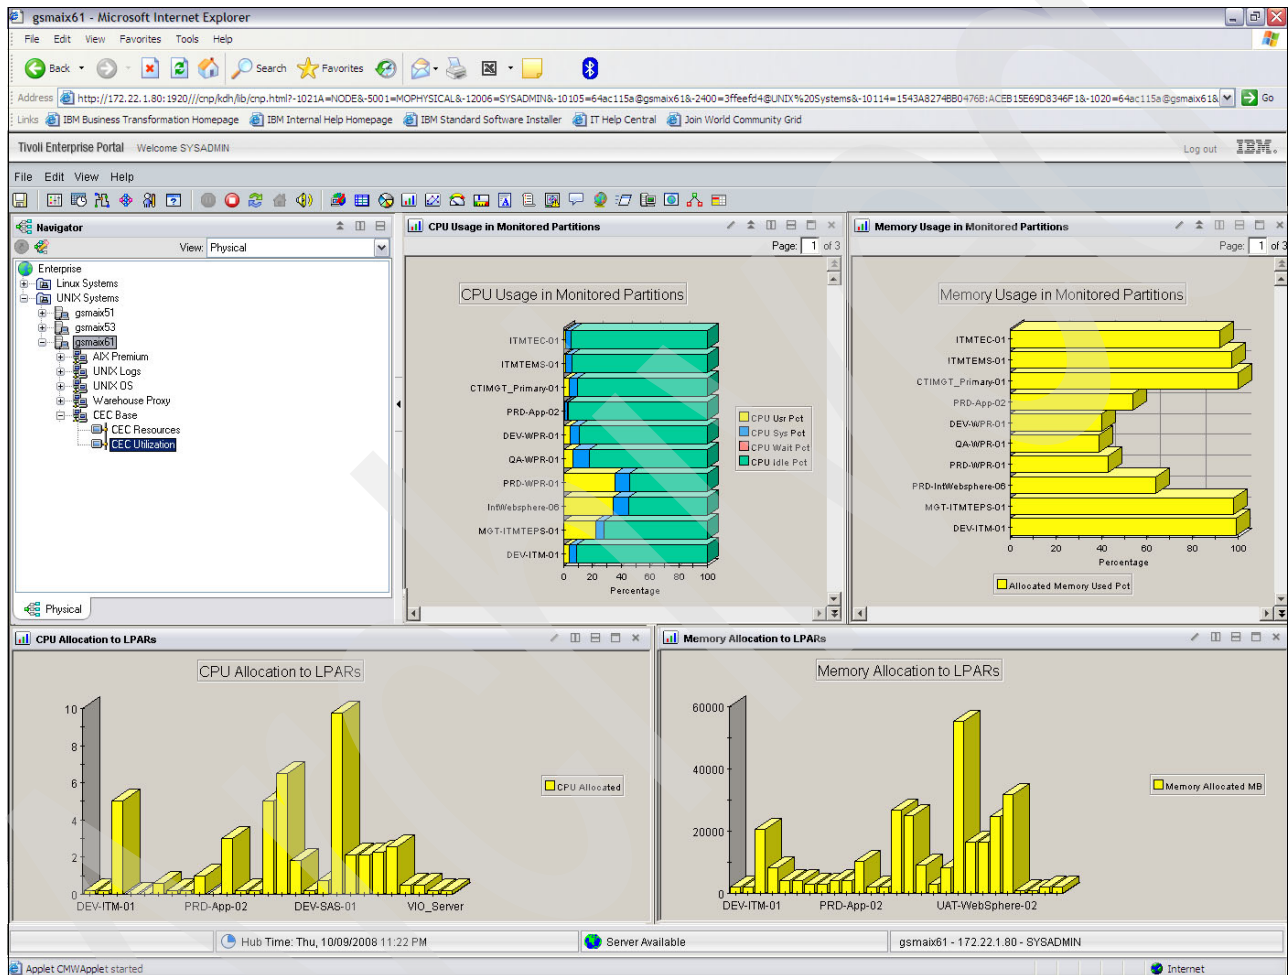 gsmaix61 - Microsoft Internet Explorer
File Edit View Favorites Tools Help
Back Search Favorites
Address http://172.22.1.80:1920///cnp/kdh/lib/cnp.html?-1021A=NODE&-5001=MOPHYSICAL&-12006=SYSADMIN&-10105=64ac115a@gsmaix61&-2400=3ffeefd4@UNIX%20Systems&-10114=1543A8274BB0476B:ACEB15E69D8346F1&-1020=64ac115a@gsmaix61& Go
Links IBM Business Transformation Homepage IBM Internal Help Homepage IBM Standard Software Installer IT Help Central Join World Community Grid
Tivoli Enterprise Portal Welcome SYSADMIN Log out IBM.
File Edit View Help
Navigator
View: Physical
Enterprise
Linux Systems
UNIX Systems
gsmaix51
gsmaix53
gsmaix61
AIX Premium
UNIX Logs
UNIX OS
Warehouse Proxy
CEC Base
CEC Resources
CEC Utilization
Physical
CPU Usage in Monitored Partitions
Page: 1 of 3
CPU Usage in Monitored Partitions
ITMTEC-01
ITMTEMS-01
CTIMGT_Primary-01
PRD-App-02
DEV-WPR-01
QA-WPR-01
PRD-WPR-01
IntWebsphere-06
MGT-ITMTEPS-01
DEV-ITM-01
0 20 40 60 80 100
Percentage
CPU Usr Pct
CPU Sys Pct
CPU Wait Pct
CPU Idle Pct
Memory Usage in Monitored Partitions
Page: 1 of 3
Memory Usage in Monitored Partitions
ITMTEC-01
ITMTEMS-01
CTIMGT_Primary-01
PRD-App-02
DEV-WPR-01
QA-WPR-01
PRD-WPR-01
PRD-IntWebsphere-06
MGT-ITMTEPS-01
DEV-ITM-01
0 20 40 60 80 100
Percentage
Allocated Memory Used Pct
CPU Allocation to LPARs
CPU Allocation to LPARs
10
8
6
4
2
0
DEV-ITM-01 PRD-App-02 DEV-SAS-01 VIO_Server
CPU Allocated
Memory Allocation to LPARs
Memory Allocation to LPARs
60000
40000
20000
0
DEV-ITM-01 PRD-App-02 UAT-WebSphere-02
Memory Allocated MB
Hub Time: Thu, 10/09/2008 11:22 PM Server Available gsmaix61 - 172.22.1.80 - SYSADMIN
Applet CMWApplet started Internet